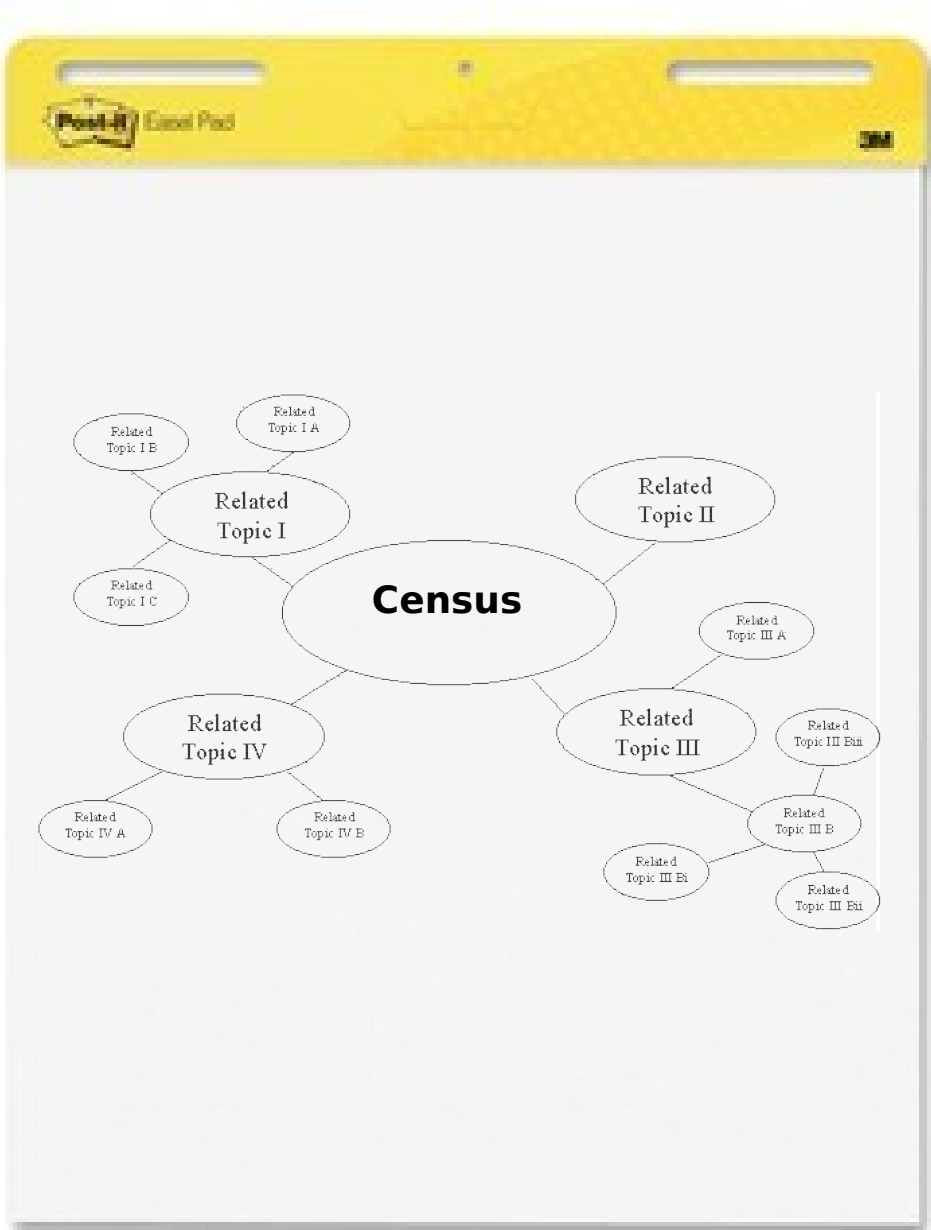 Post-it Easel Pad
3M
Related
Topic I A
Related
Topic I B
Related
Topic I
Related
Topic II
Related
Topic I C
Census
Related
Topic III A
Related
Topic IV
Related
Topic III
Related
Topic III Biii
Related
Topic IV A
Related
Topic IV B
Related
Topic III B
Related
Topic III Bi
Related
Topic III Bii